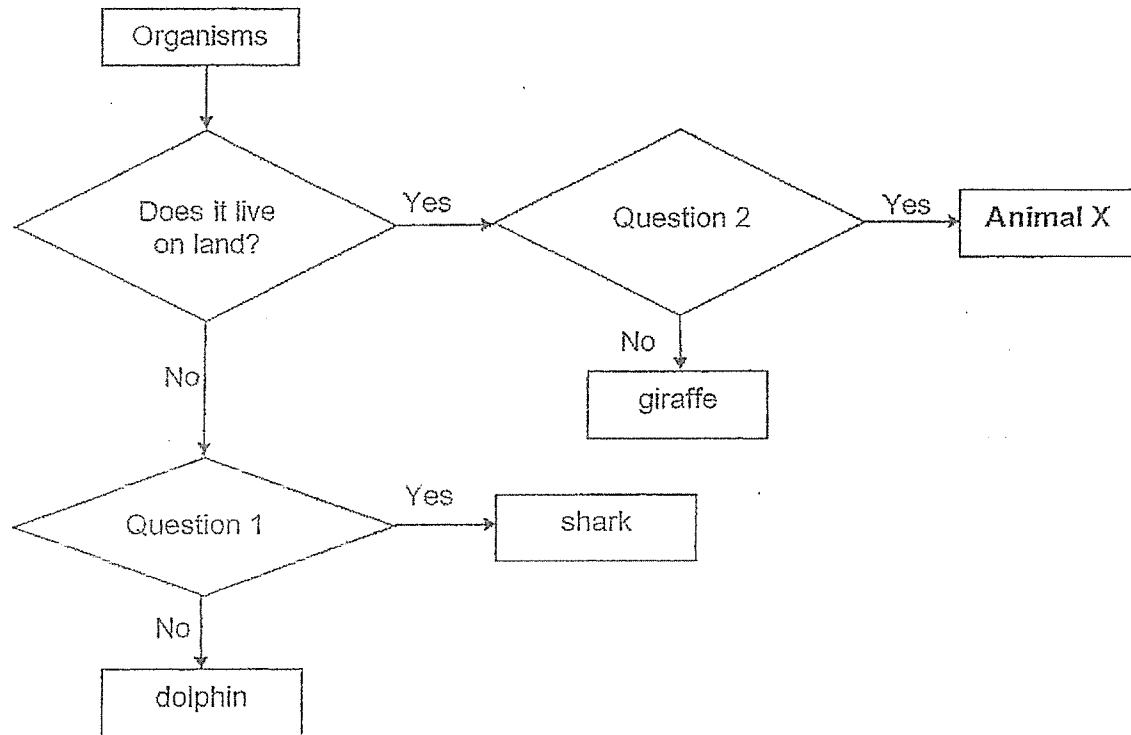 Organisms
Does it live
on land?
Yes
Question 2
Yes
Animal X
No
giraffe
No
Question 1
Yes
shark
No
dolphin